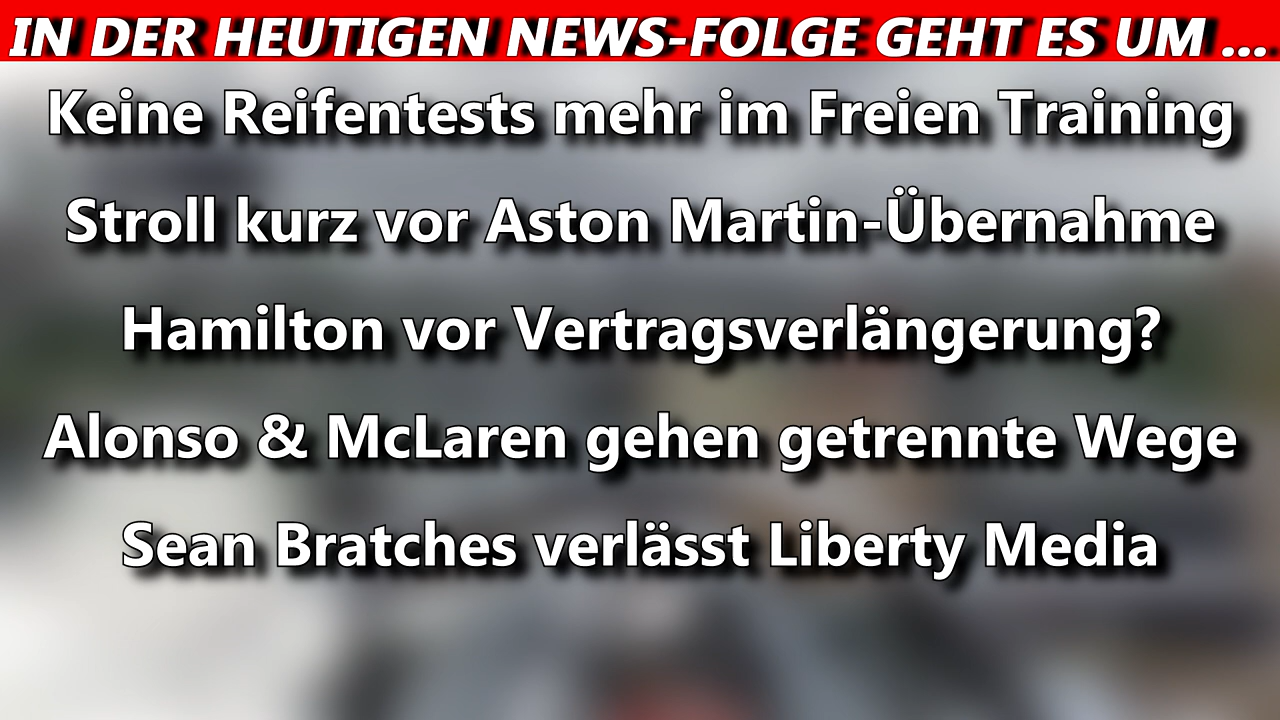 IN DER HEUTIGEN NEWS-FOLGE GEHT ES UM ...
Keine Reifentests mehr im Freien Training
Stroll kurz vor Aston Martin-Übernahme
Hamilton vor Vertragsverlängerung?
Alonso & McLaren gehen getrennte Wege
Sean Bratches verlässt Liberty Media